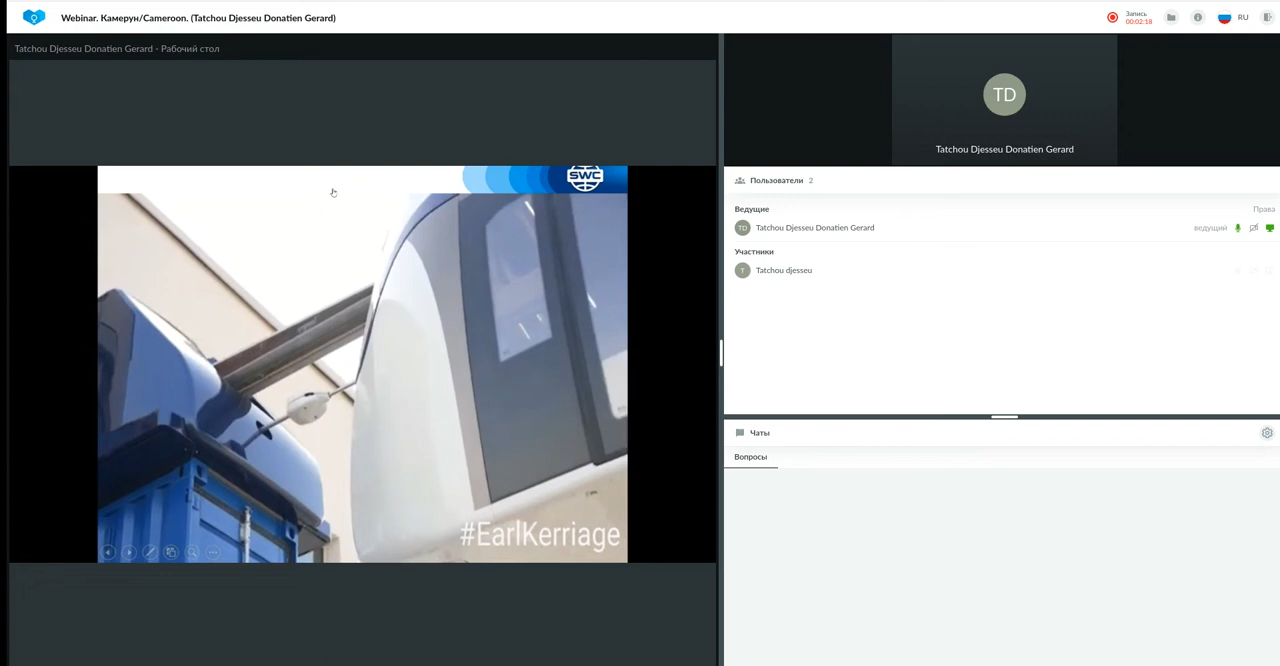 Webinar. Камерун/Cameroon. (Tatchou Djesseu Donatien Gerard)
Запись
00:02:18
RU
Tatchou Djesseu Donatien Gerard - Рабочий стол
SWC
#EarlKerriage
TD
Tatchou Djesseu Donatien Gerard
Пользователи 2
Ведущие Права
TD Tatchou Djesseu Donatien Gerard ведущий
Участники
T Tatchou djesseu
Чаты
Вопросы